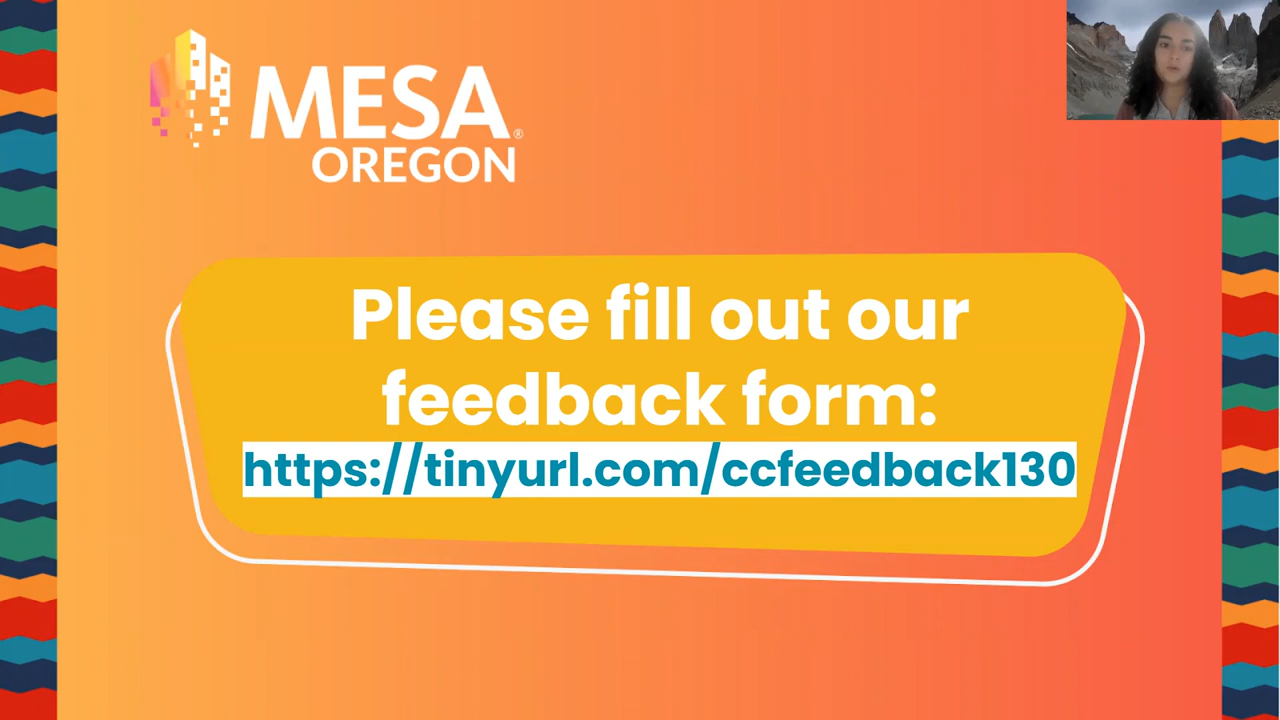 MESA®
OREGON
Please fill out our
feedback form:
https://tinyurl.com/ccfeedback130